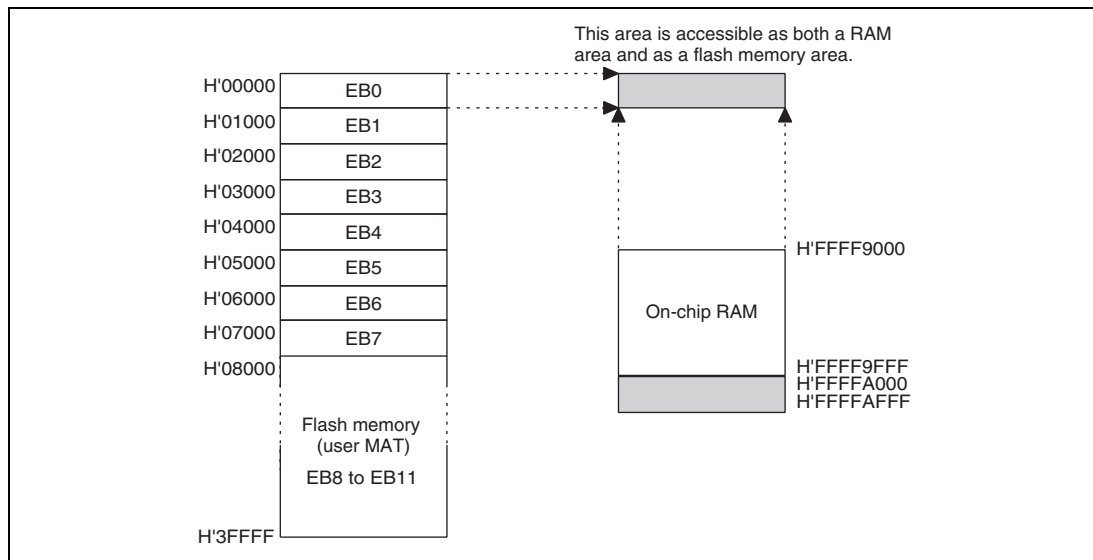 This area is accessible as both a RAM
area and as a flash memory area.
H'00000
EB0
H'01000
EB1
H'02000
EB2
H'03000
EB3
H'04000
EB4
H'05000
EB5
H'06000
EB6
H'07000
EB7
H'08000
Flash memory
(user MAT)
EB8 to EB11
H'3FFFF
H'FFFF9000
On-chip RAM
H'FFFF9FFF
H'FFFFA000
H'FFFFAFFF